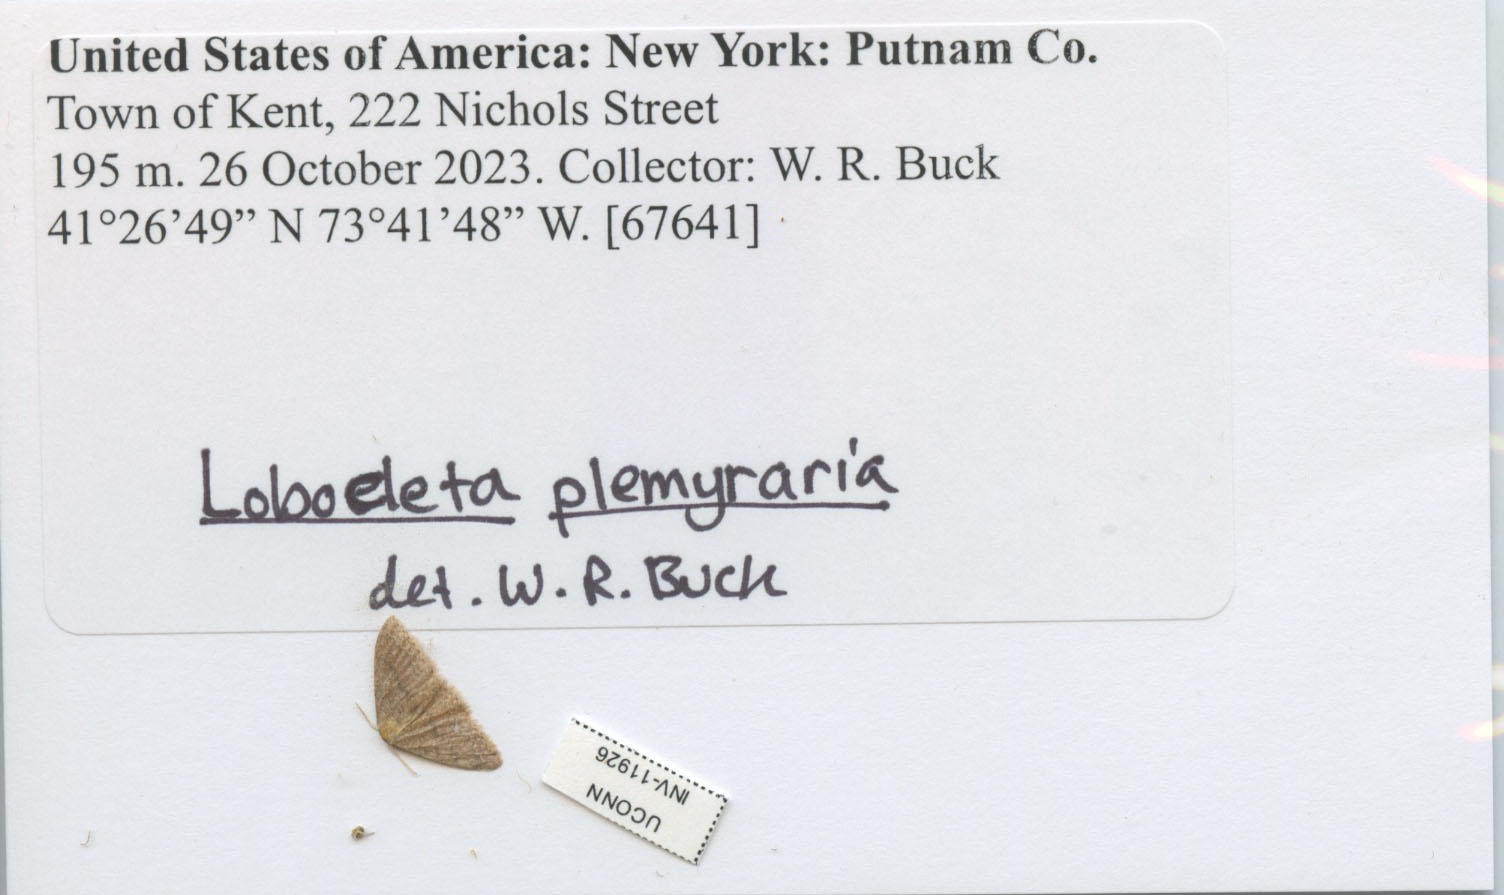 United States of America: New York: Putnam Co.
Town of Kent, 222 Nichols Street
195 m. 26 October 2023. Collector: W. R. Buck
41°26’49” N 73°41’48” W. [67641]
Lobocleta plemyraria
det. W. R. Buck
UCONN
INV-11926